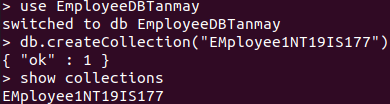 > use EmployeeDBTanmay
switched to db EmployeeDBTanmay
> db.createCollection("EMployee1NT19IS177")
{ "ok" : 1 }
> show collections
EMployee1NT19IS177